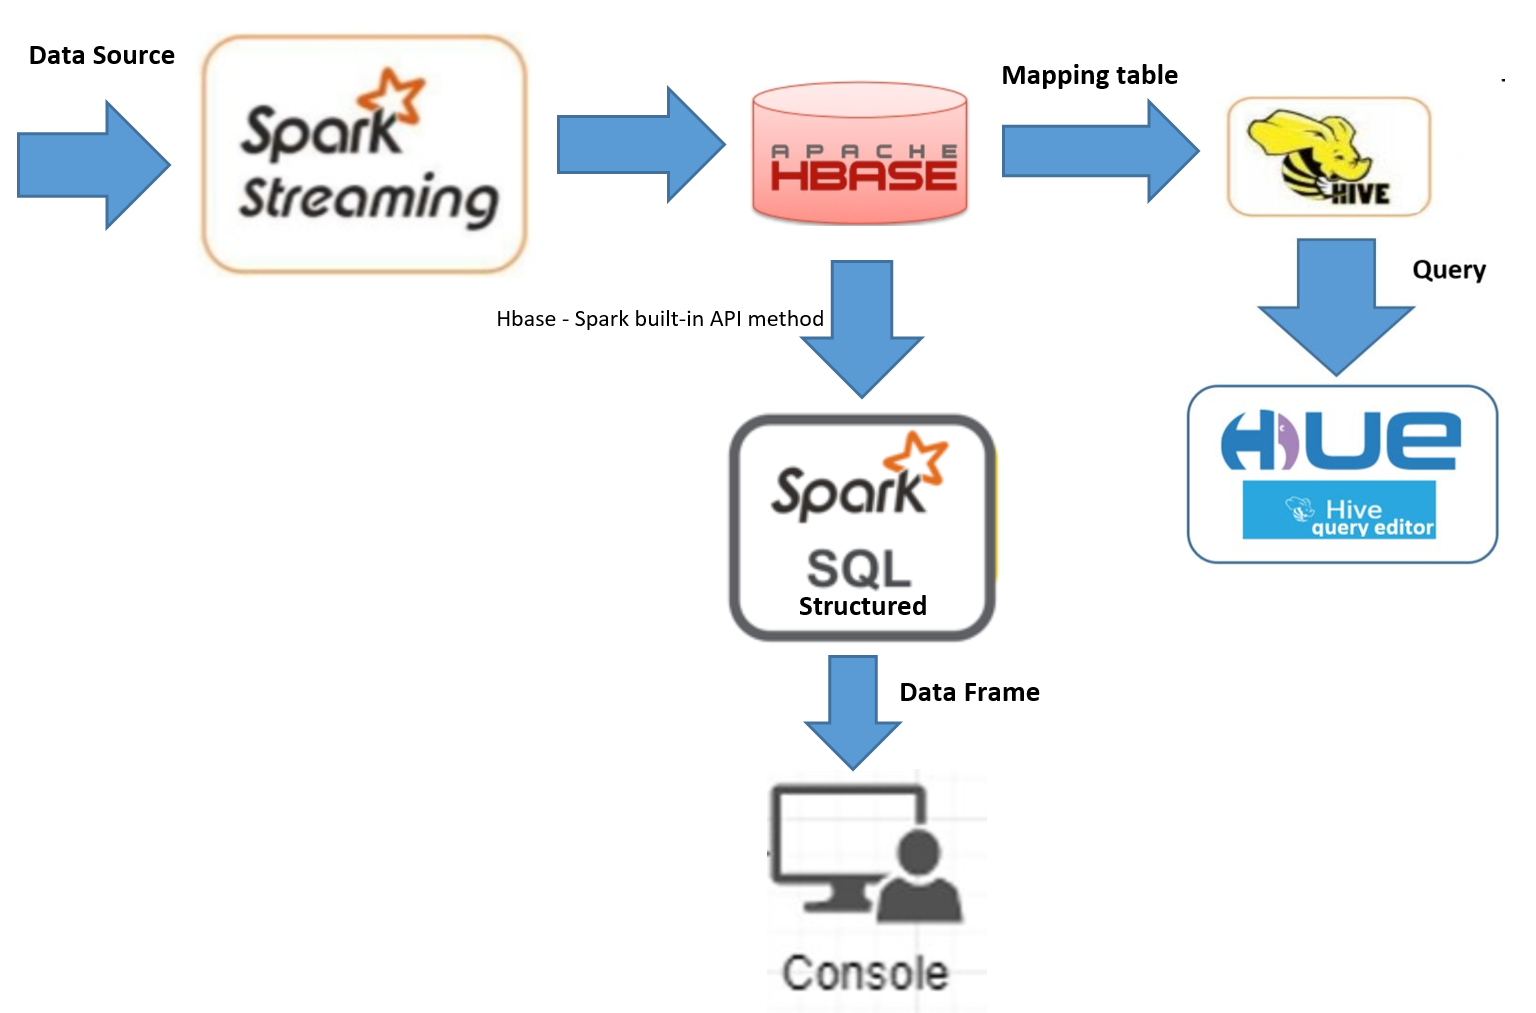 Data Source
Spark
Streaming
APACHE
HBASE
Mapping table
HIVE
Query
Hbase - Spark built-in API method
HUE
Hive
query editor
Spark
SQL
Structured
Data Frame
Console